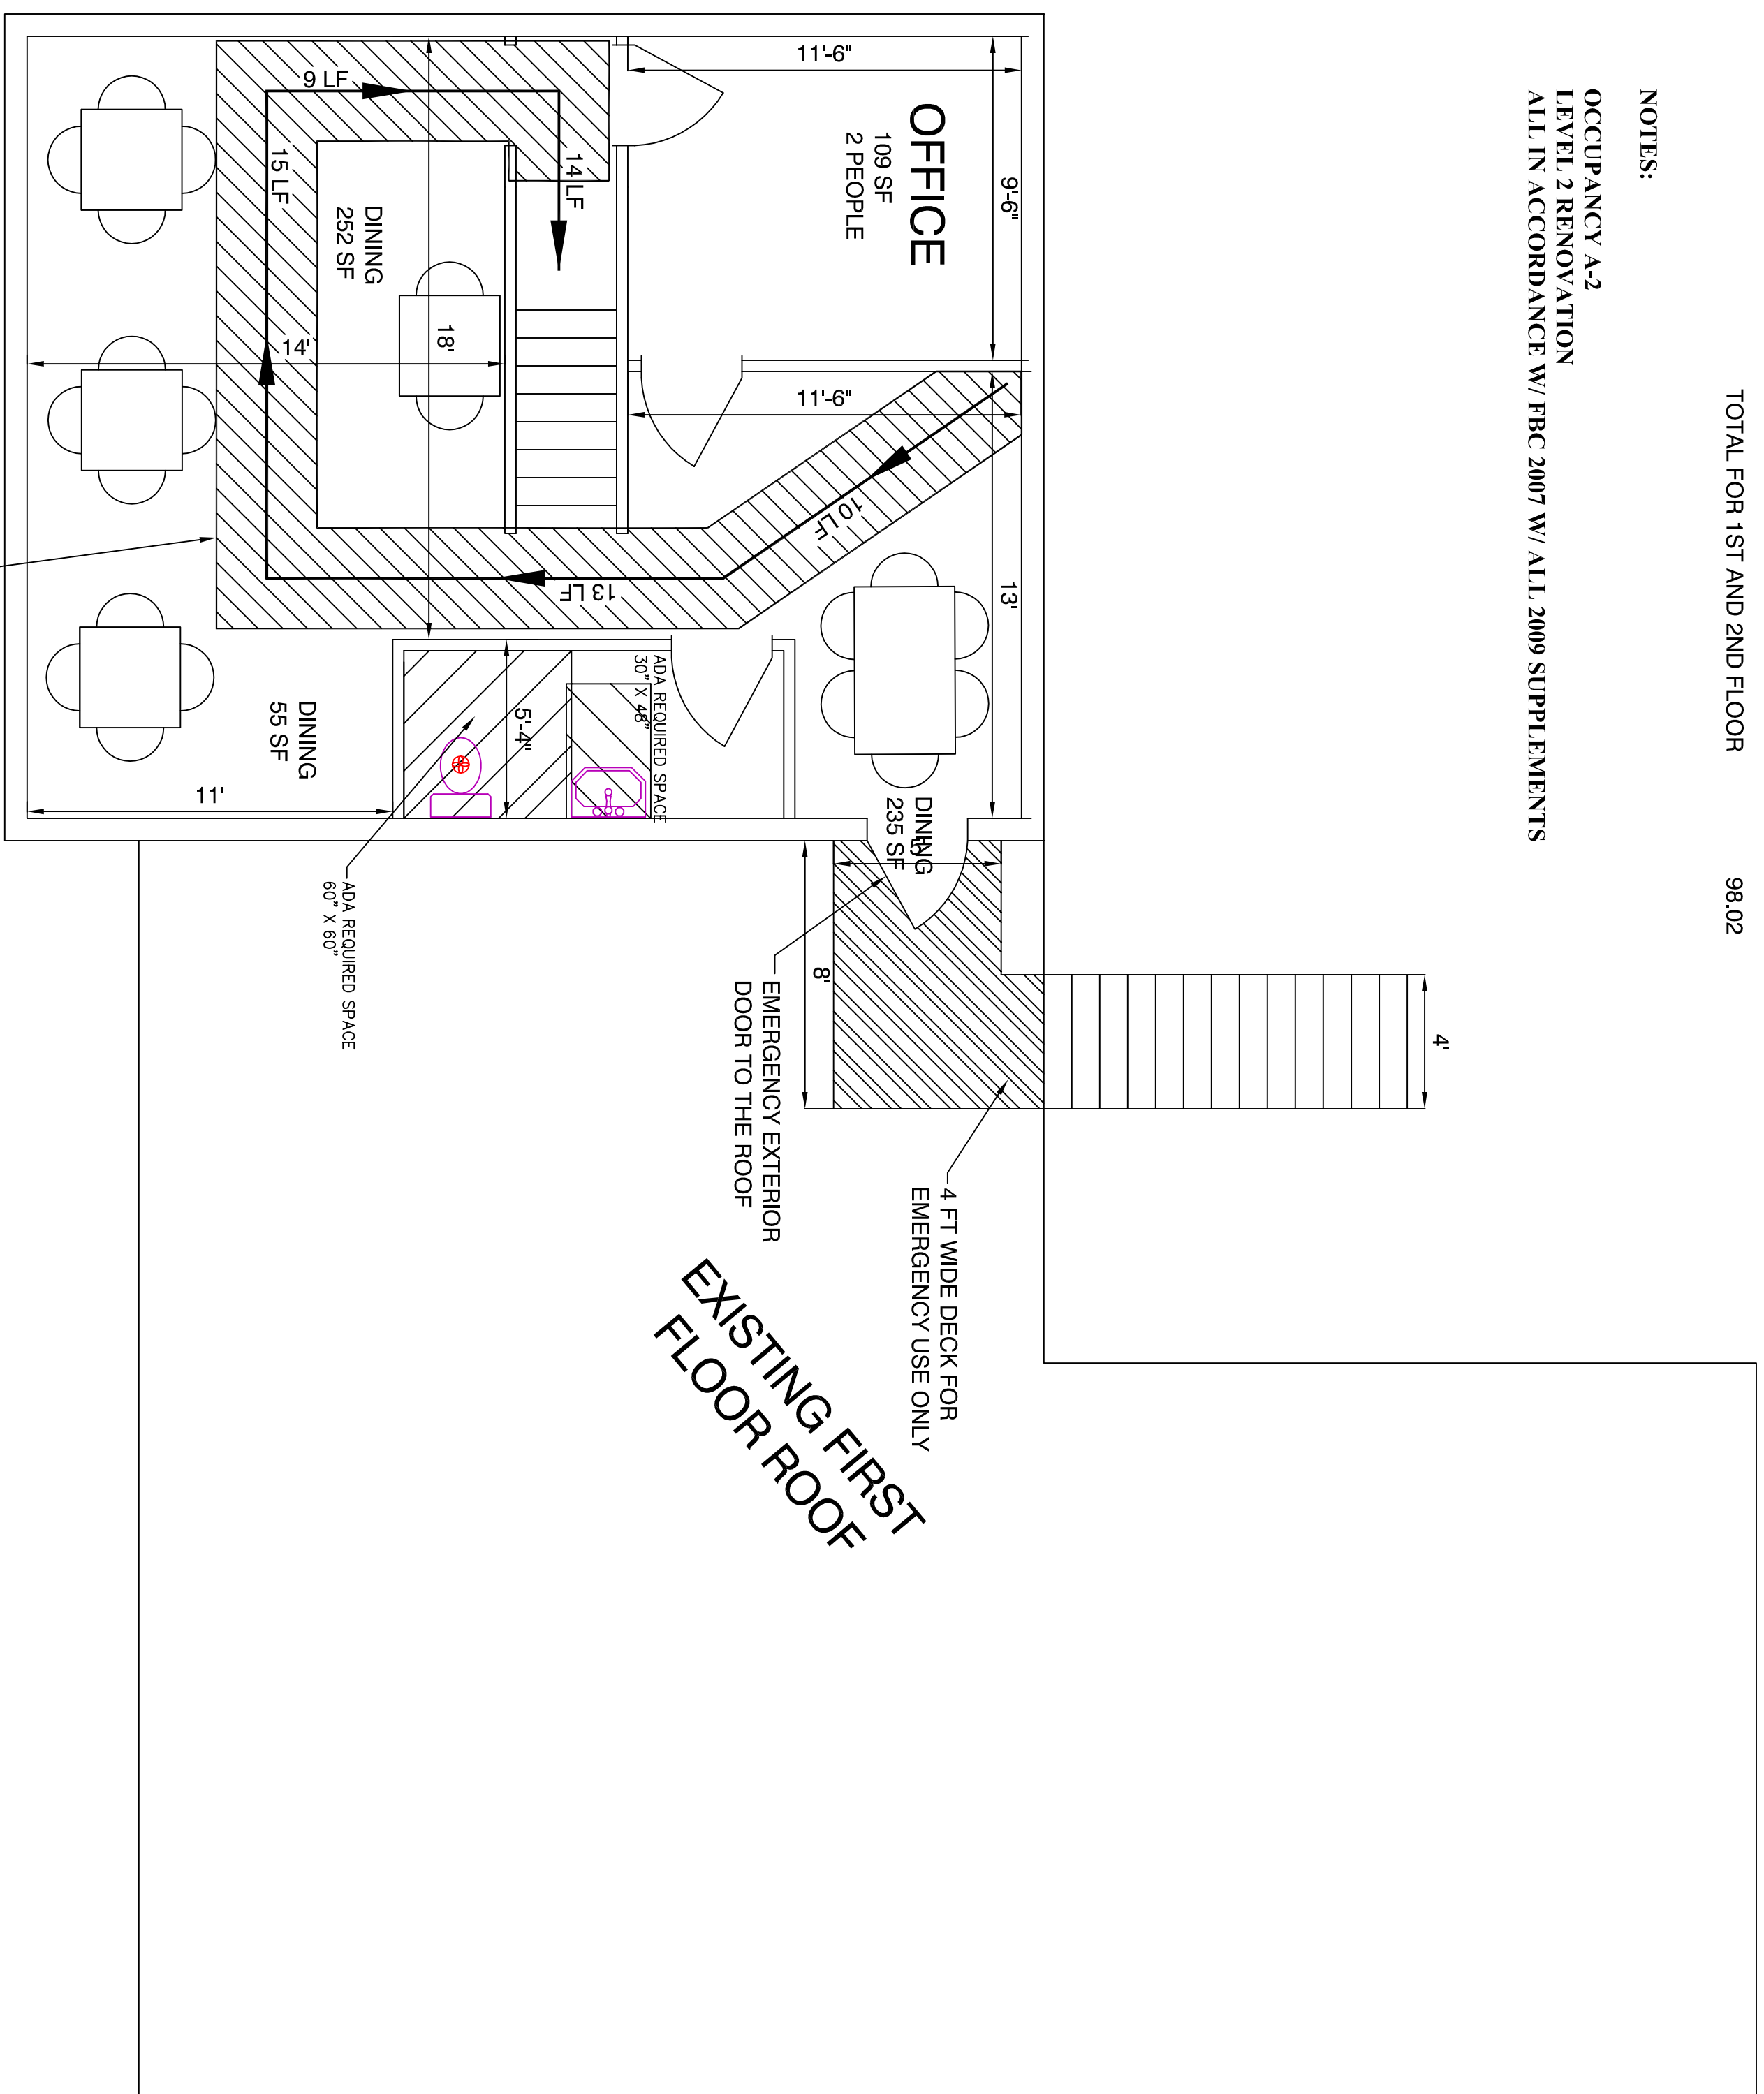 TOTAL FOR 1ST AND 2ND FLOOR 98.02
NOTES:
OCCUPANCY A-2
LEVEL 2 RENOVATION
ALL IN ACCORDANCE W/ FBC 2007 W/ ALL 2009 SUPPLEMENTS
4'
9'-6"
13'
OFFICE
109 SF
2 PEOPLE
11'-6"
11'-6"
10 LF
DINING
235 SF
5'
4 FT WIDE DECK FOR
EMERGENCY USE ONLY
8'
EMERGENCY EXTERIOR
DOOR TO THE ROOF
EXISTING FIRST
FLOOR ROOF
ADA REQUIRED SPACE
30" X 48"
13 LF
14 LF
5'-4"
18'
DINING
252 SF
ADA REQUIRED SPACE
60" X 60"
9 LF
15 LF
14'
DINING
55 SF
11'